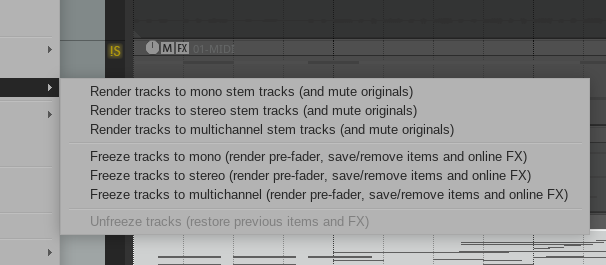 !S M FX 01-MIDI
Render tracks to mono stem tracks (and mute originals)
Render tracks to stereo stem tracks (and mute originals)
Render tracks to multichannel stem tracks (and mute originals)
Freeze tracks to mono (render pre-fader, save/remove items and online FX)
Freeze tracks to stereo (render pre-fader, save/remove items and online FX)
Freeze tracks to multichannel (render pre-fader, save/remove items and online FX)
Unfreeze tracks (restore previous items and FX)